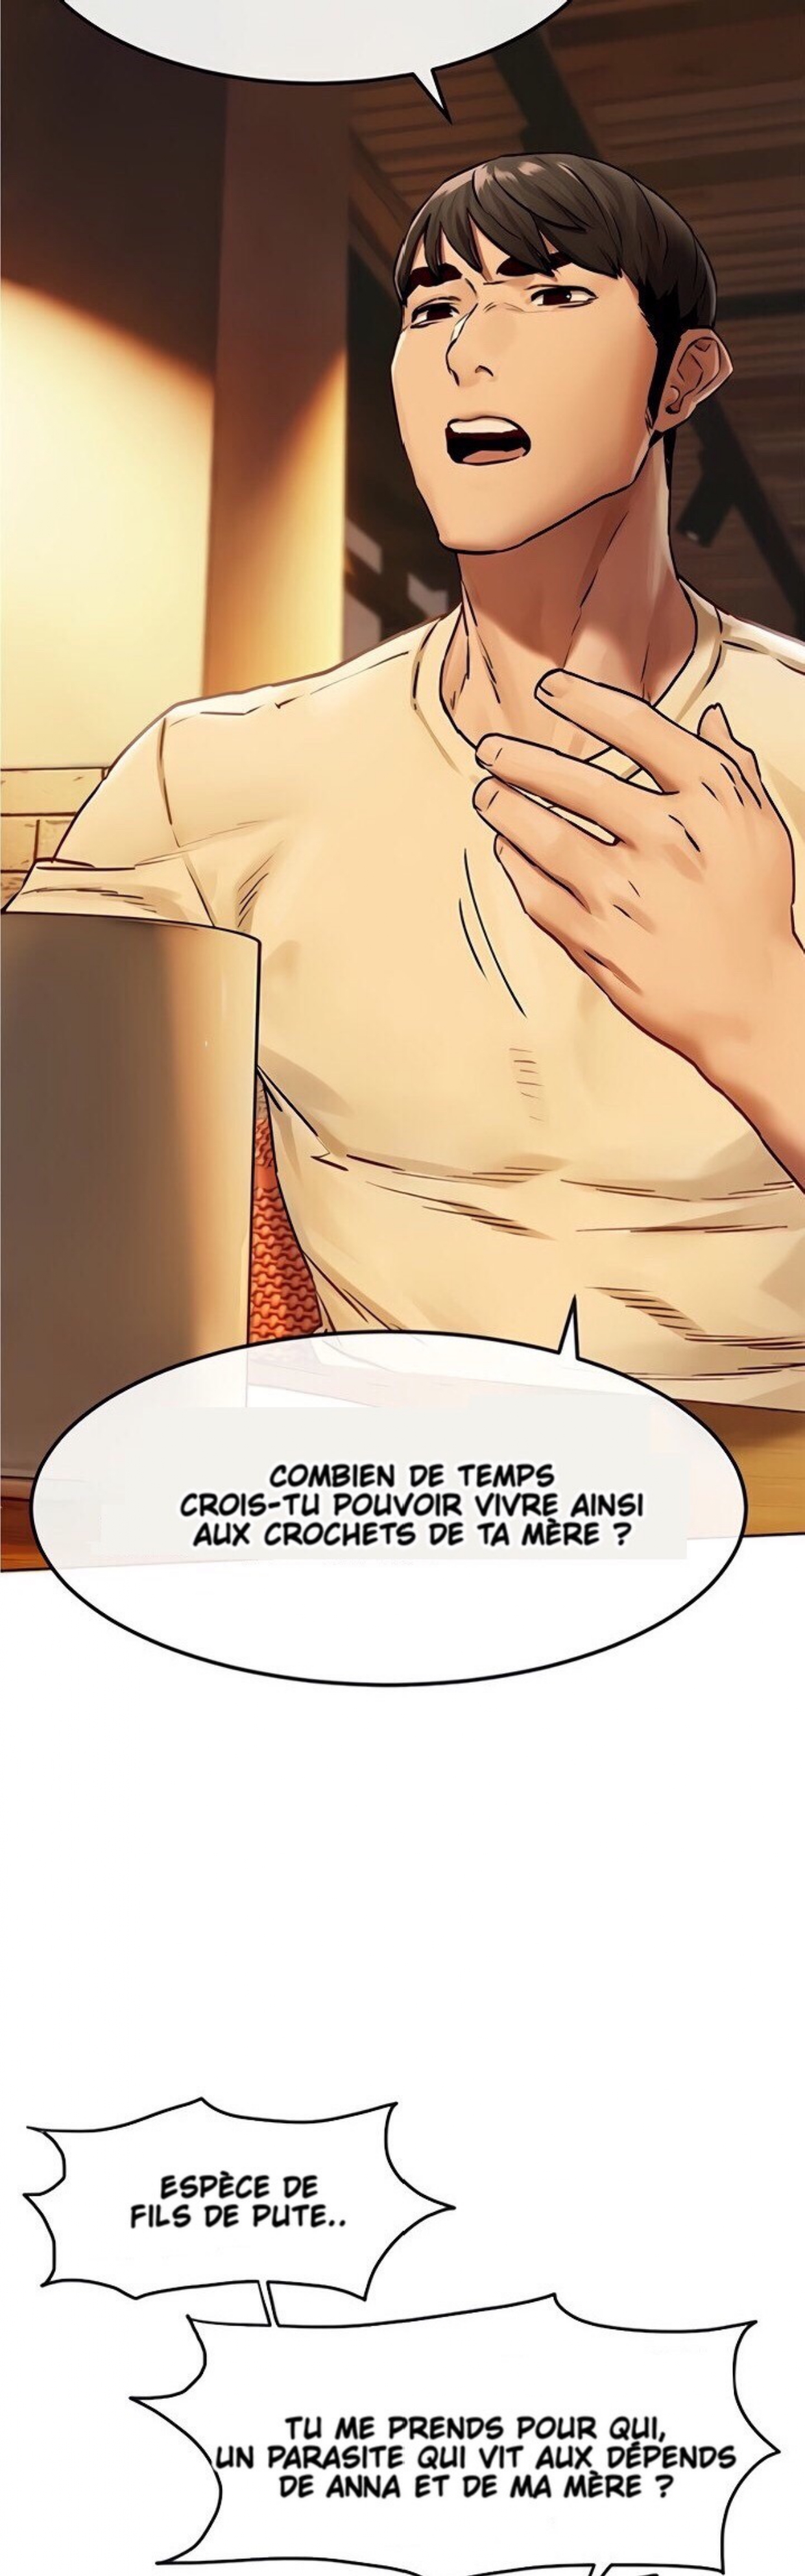 COMBIEN DE TEMPS
CROIS-TU POUVOIR VIVRE AINSI
AUX CROCHETS DE TA MÈRE ?
ESPÈCE DE
FILS DE PUTE..
TU ME PRENDS POUR QUI,
UN PARASITE QUI VIT AUX DÉPENDS
DE ANNA ET DE MA MÈRE ?